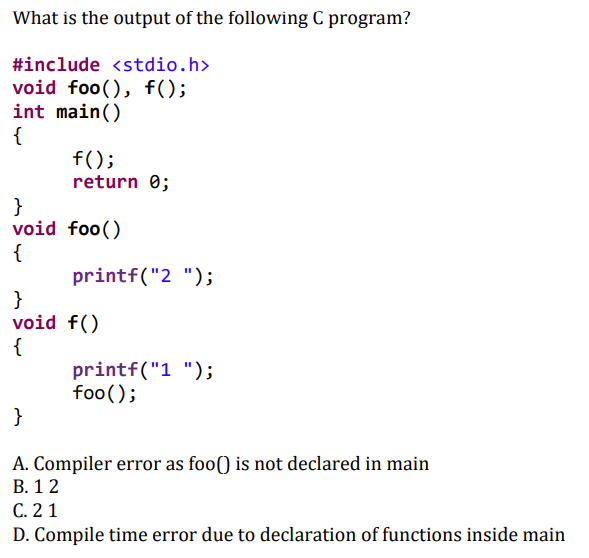 What is the output of the following C program?
#include <stdio.h>
void foo(), f();
int main()
{
f();
return 0;
}
void foo()
{
printf("2 ");
}
void f()
{
printf("1 ");
foo();
}
A. Compiler error as foo() is not declared in main
B. 1 2
C. 2 1
D. Compile time error due to declaration of functions inside main